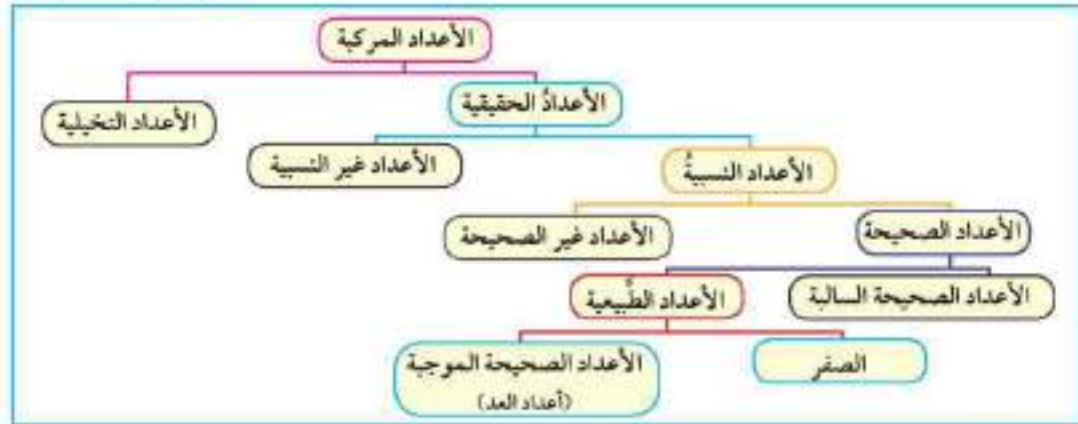 الأعداد المركبة
الأعدادُ الحقيقية
الأعداد التخيلية
الأعداد النسبيةُ
الأعداد غير النسبية
الأعداد الصحيحة
الأعداد غير الصحيحة
الأعداد الصحيحة السالبة
الأعداد الطَّبيعية
الصفر
الأعداد الصحيحة الموجبة
(أعداد العد)